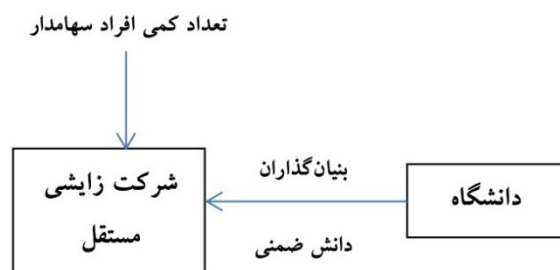 تعداد کمی افراد سهامدار
شرکت زایشی
مستقل
بنیان‌گذاران
دانش ضمنی
دانشگاه